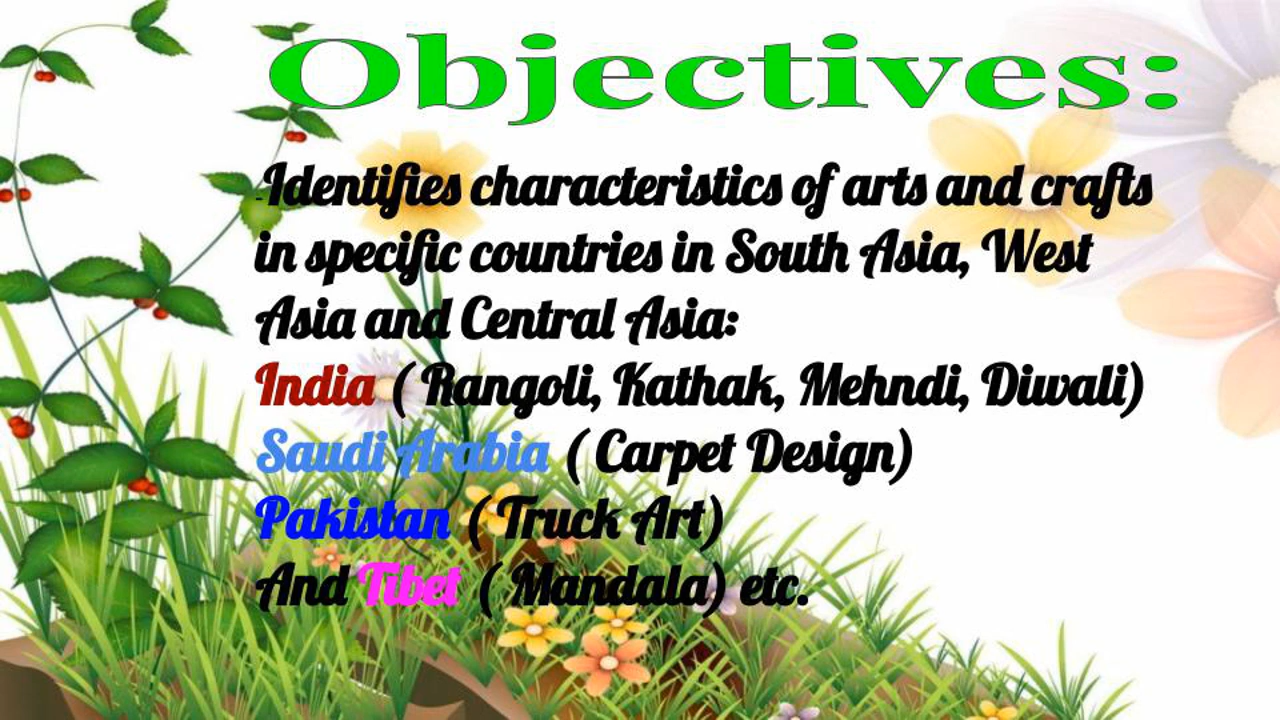 Objectives:
-Identifies characteristics of arts and crafts
in specific countries in South Asia, West
Asia and Central Asia:
India ( Rangoli, Kathak, Mehndi, Diwali)
Saudi Arabia ( Carpet Design)
Pakistan ( Truck Art)
And Tibet ( Mandala) etc.